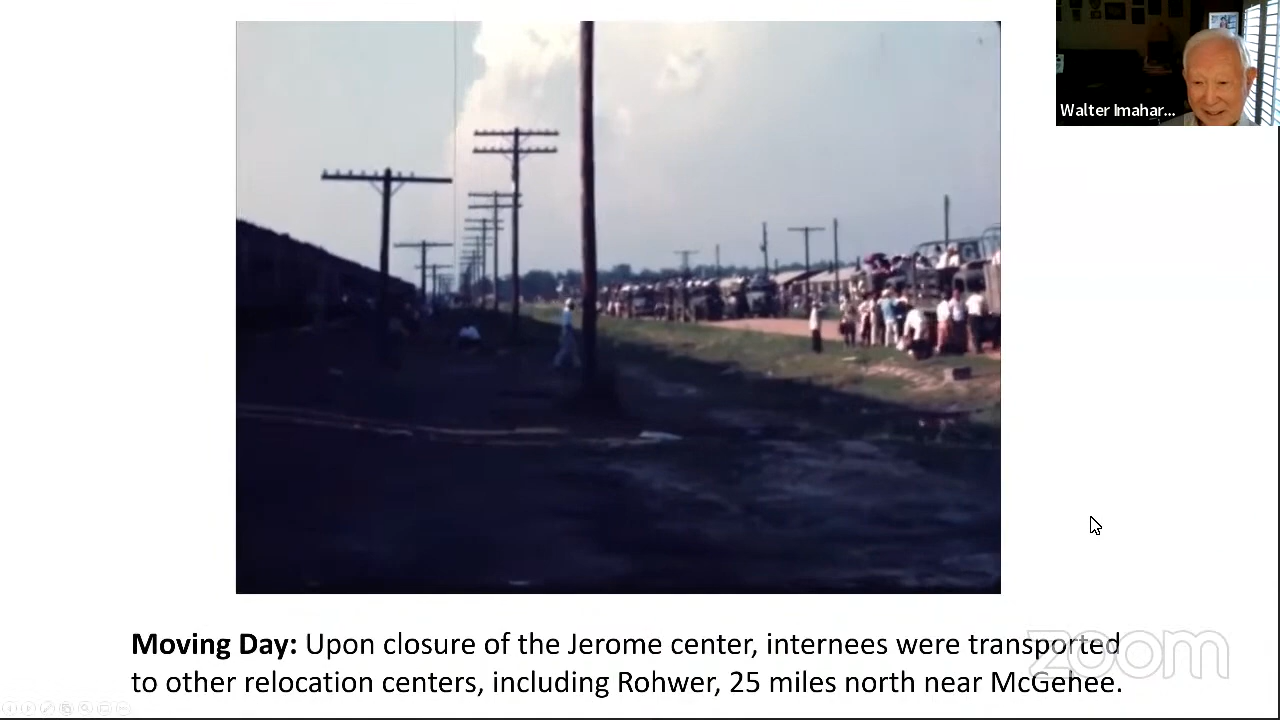 Walter Imahar...
Moving Day: Upon closure of the Jerome center, internees were transported
to other relocation centers, including Rohwer, 25 miles north near McGehee.
zoom